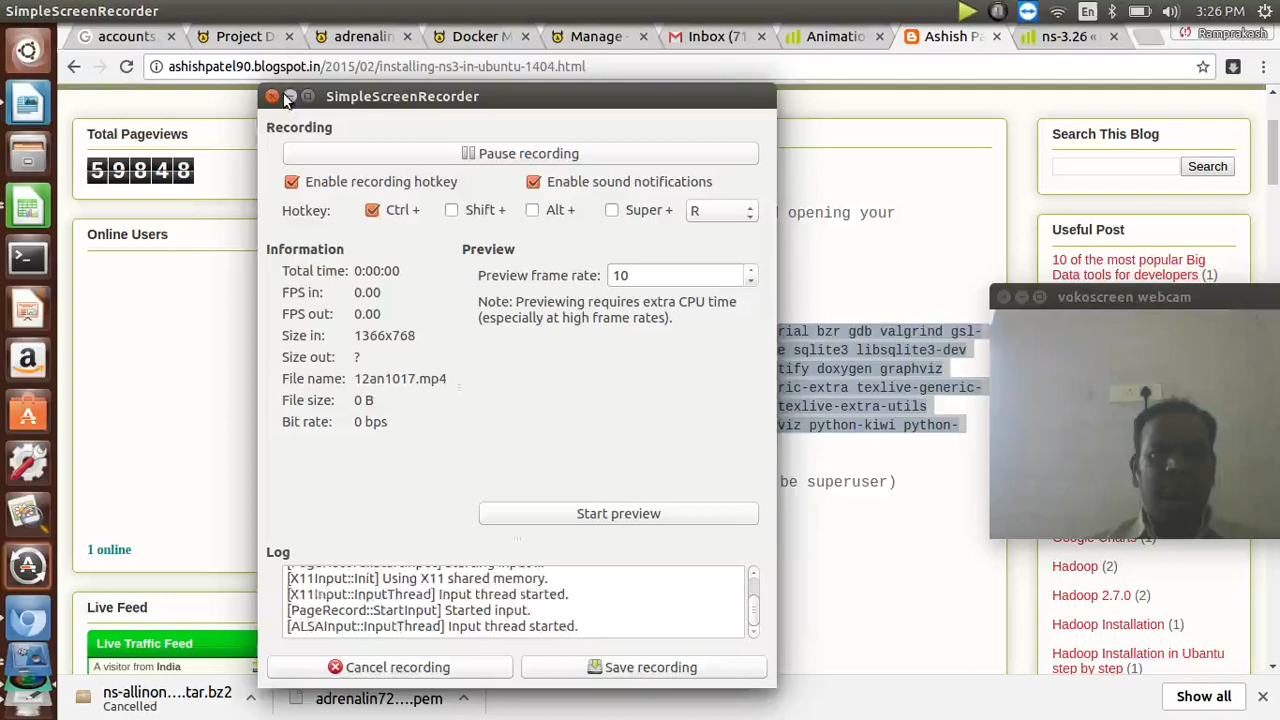 SimpleScreenRecorder
En
3:26 PM
accounts
Project D
adrenalin
Docker M
Manage
Inbox (71
Animatio
Ashish Pa
ns-3.26 «
Ramprakash
ashishpatel90.blogspot.in/2015/02/installing-ns3-in-ubuntu-1404.html
SimpleScreenRecorder
Recording
Pause recording
Enable recording hotkey
Enable sound notifications
Hotkey:
Ctrl +
Shift +
Alt +
Super +
R
Information
Total time: 0:00:00
FPS in: 0.00
FPS out: 0.00
Size in: 1366x768
Size out: ?
File name: 12an1017.mp4
File size: 0 B
Bit rate: 0 bps
Preview
Preview frame rate: 10
Note: Previewing requires extra CPU time
(especially at high frame rates).
Start preview
Log
[X11Input::Init] Using X11 shared memory.
[X11Input::InputThread] Input thread started.
[PageRecord::StartInput] Started input.
[ALSAInput::InputThread] Input thread started.
Cancel recording
Save recording
Total Pageviews
59848
Online Users
1 online
Live Feed
Live Traffic Feed
A visitor from India
opening your
rial bzr gdb valgrind gsl-
e sqlite3 libsqlite3-dev
tify doxygen graphviz
ric-extra texlive-generic-
texlive-extra-utils
viz python-kiwi python-
be superuser)
Search This Blog
Search
Useful Post
10 of the most popular Big
Data tools for developers (1)
vokoscreen webcam
Google Charts (1)
Hadoop (2)
Hadoop 2.7.0 (2)
Hadoop Installation (1)
Hadoop Installation in Ubuntu
step by step (1)
ns-allinon....tar.bz2
Cancelled
adrenalin72....pem
Show all